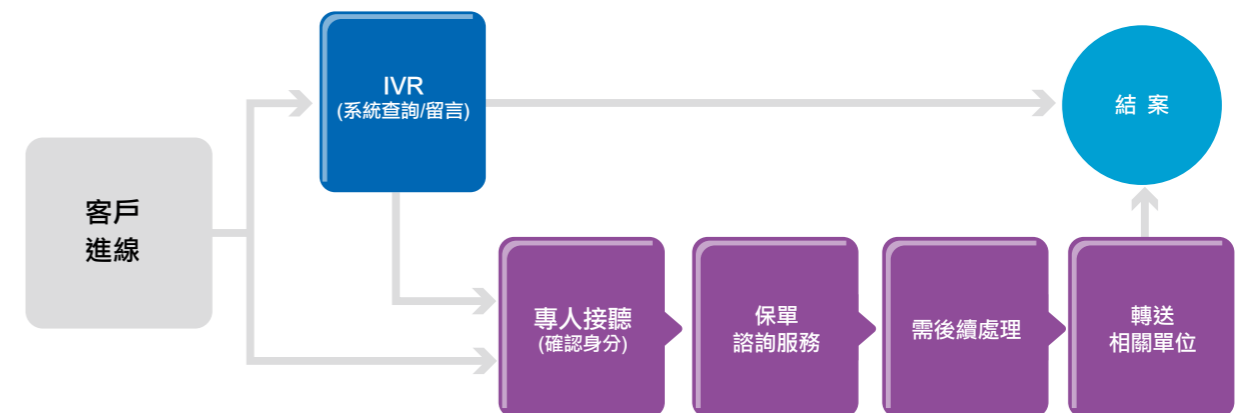 IVR
(系統查詢/留言)
結 案
客戶
進線
專人接聽
(確認身分)
保單
諮詢服務
需後續處理
轉送
相關單位